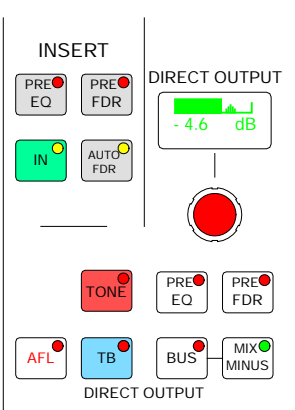 INSERT
PRE EQ
PRE FDR
DIRECT OUTPUT
- 4.6 dB
IN
AUTO FDR
TONE
PRE EQ
PRE FDR
AFL
TB
BUS
MIX MINUS
DIRECT OUTPUT